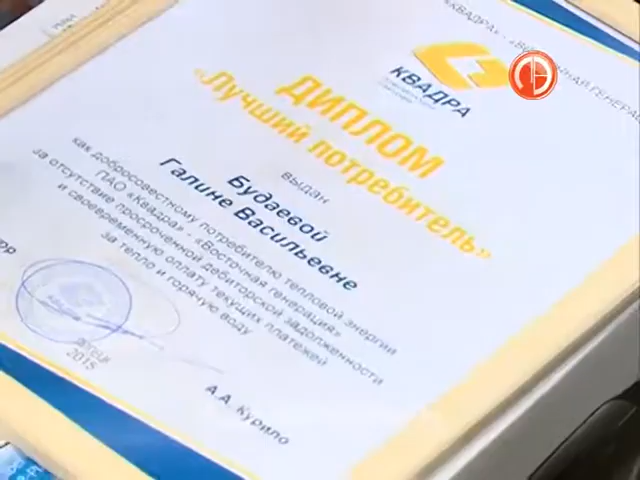 КВАДРА
ДИПЛОМ
«Лучший потребитель»
выдан
Будаевой
Галине Васильевне
как добросовестному потребителю тепловой энергии
ПАО «Квадра» - «Восточная генерация»
за отсутствие просроченной дебиторской задолженности
и своевременную оплату текущих платежей
за тепло и горячую воду
А.А. Курило
2015